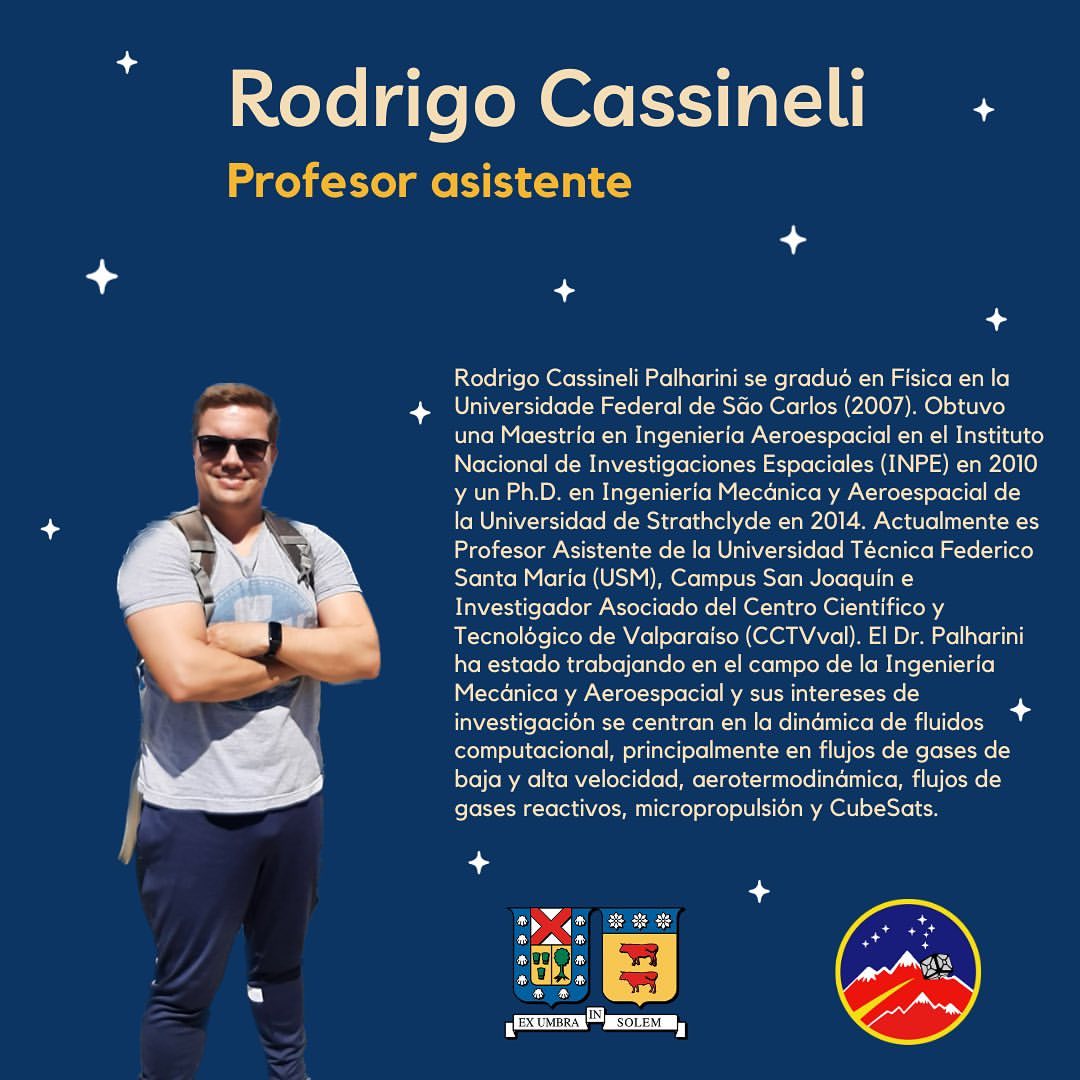 Rodrigo Cassineli
Profesor asistente
Rodrigo Cassineli Palharini se graduó en Física en la
Universidade Federal de São Carlos (2007). Obtuvo
una Maestría en Ingeniería Aeroespacial en el Instituto
Nacional de Investigaciones Espaciales (INPE) en 2010
y un Ph.D. en Ingeniería Mecánica y Aeroespacial de
la Universidad de Strathclyde en 2014. Actualmente es
Profesor Asistente de la Universidad Técnica Federico
Santa María (USM), Campus San Joaquín e
Investigador Asociado del Centro Científico y
Tecnológico de Valparaíso (CCTVval). El Dr. Palharini
ha estado trabajando en el campo de la Ingeniería
Mecánica y Aeroespacial y sus intereses de
investigación se centran en la dinámica de fluidos
computacional, principalmente en flujos de gases de
baja y alta velocidad, aerotermodinámica, flujos de
gases reactivos, micropropulsión y CubeSats.
EX UMBRA IN SOLEM